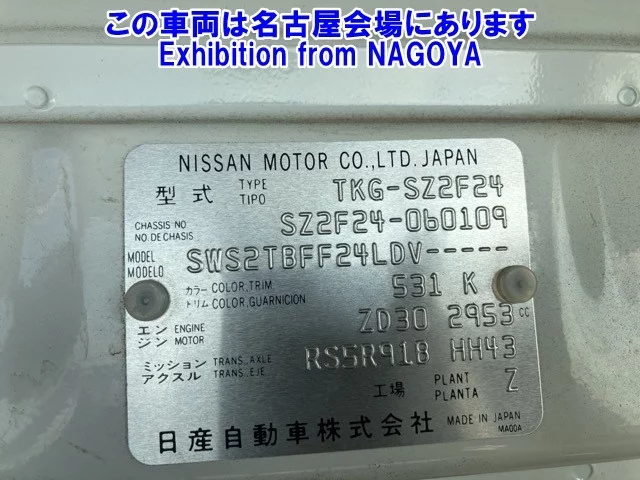 この車両は名古屋会場にあります
Exhibition from NAGOYA
NISSAN MOTOR CO.,LTD. JAPAN
型式 TYPE TIPO TKG-SZ2F24
CHASSIS NO NO DE CHASIS SZ2F24-060109
MODEL MODELO SWS2TBFF24LDV-----
カラー COLOR,TRIM トリム COLOR,GUARNICION 531 K
エンジン ENGINE MOTOR ZD30 2953 cc
ミッション TRANS.,AXLE アクスル TRANS.,EJE RS5R91B HH43
工場 PLANT PLANTA Z
日産自動車株式会社 MADE IN JAPAN
MA00A